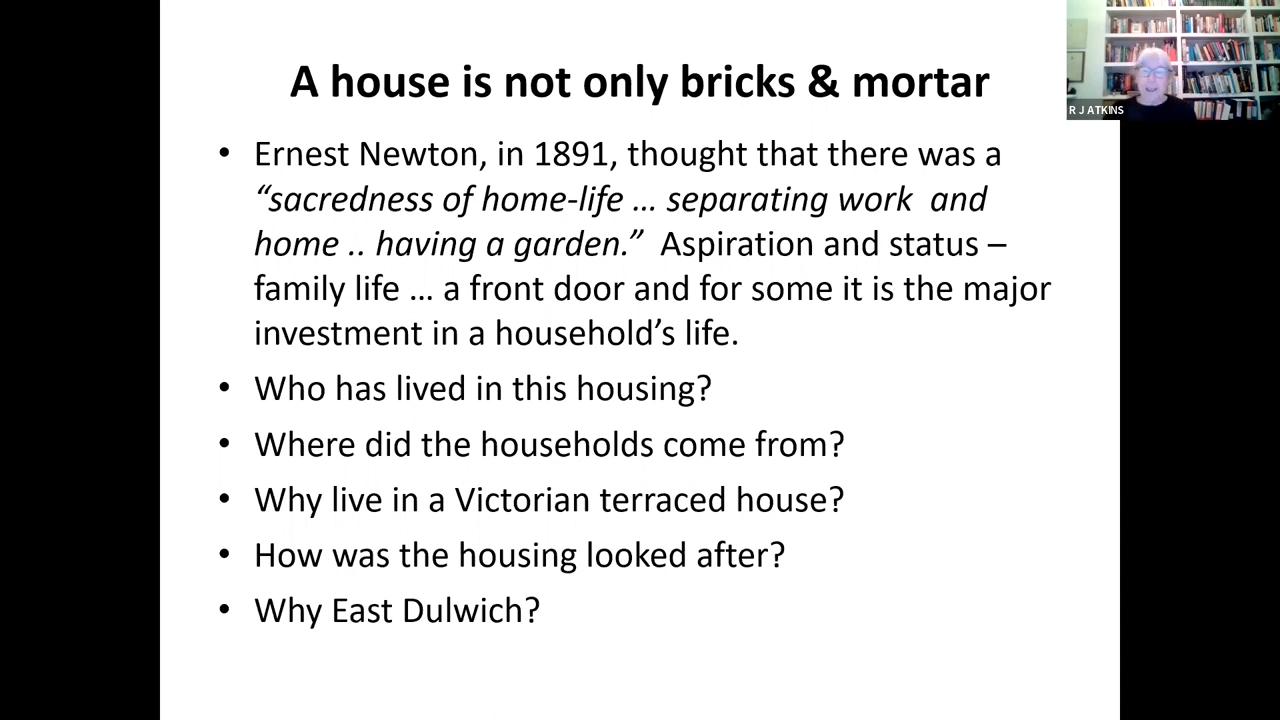 A house is not only bricks & mortar
R J ATKINS
• Ernest Newton, in 1891, thought that there was a
“sacredness of home-life … separating work  and
home .. having a garden.”  Aspiration and status –
family life … a front door and for some it is the major
investment in a household’s life.
• Who has lived in this housing?
• Where did the households come from?
• Why live in a Victorian terraced house?
• How was the housing looked after?
• Why East Dulwich?